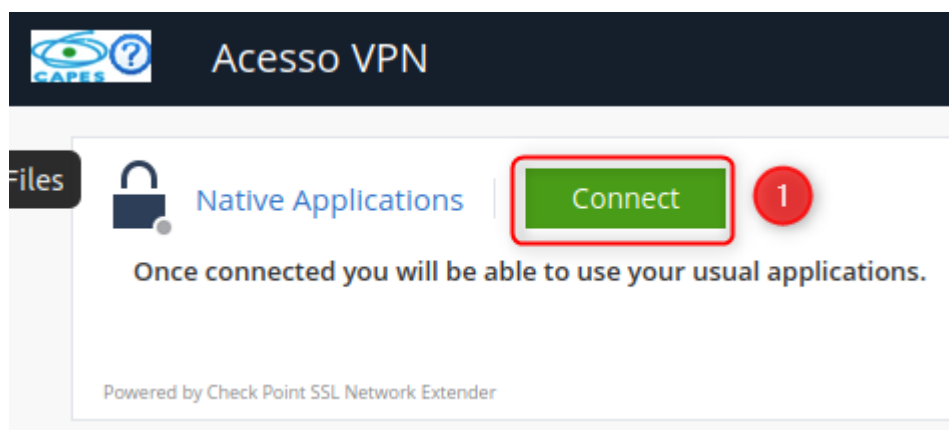 CAPES ? Acesso VPN
Files
Native Applications Connect 1
Once connected you will be able to use your usual applications.
Powered by Check Point SSL Network Extender